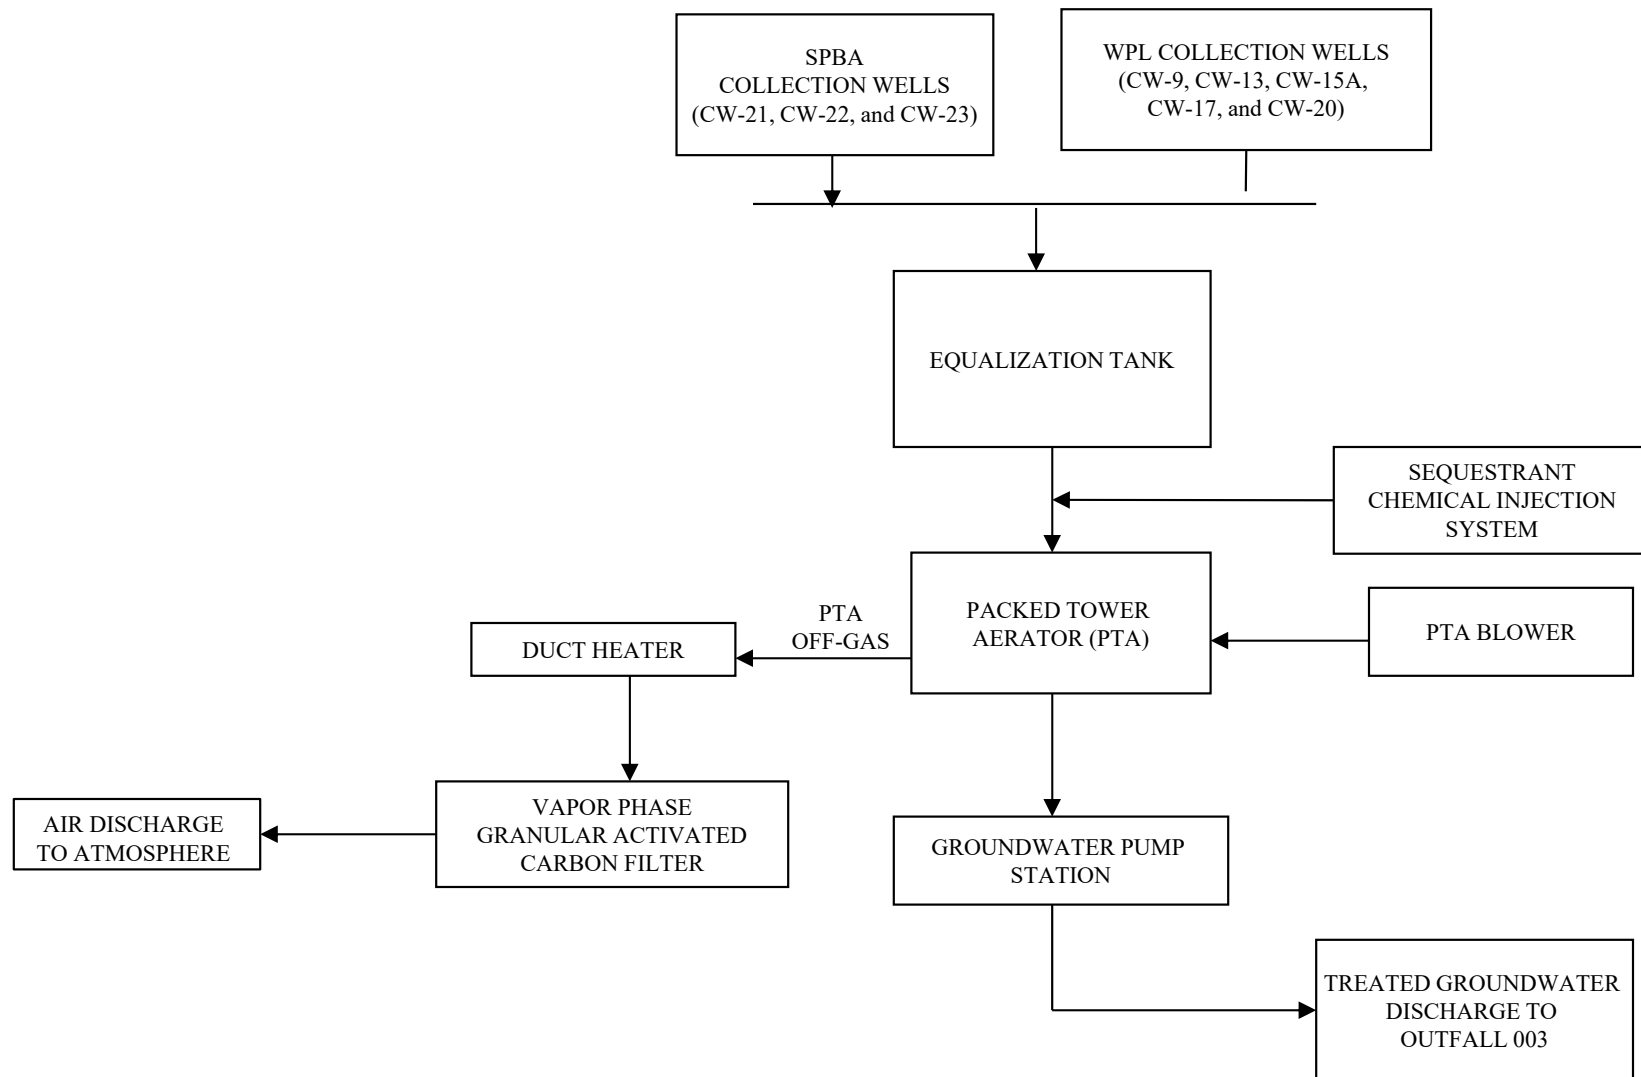 SPBA
COLLECTION WELLS
(CW-21, CW-22, and CW-23)
WPL COLLECTION WELLS
(CW-9, CW-13, CW-15A,
CW-17, and CW-20)
EQUALIZATION TANK
SEQUESTRANT
CHEMICAL INJECTION
SYSTEM
PACKED TOWER
AERATOR (PTA)
PTA BLOWER
PTA
OFF-GAS
DUCT HEATER
VAPOR PHASE
GRANULAR ACTIVATED
CARBON FILTER
AIR DISCHARGE
TO ATMOSPHERE
GROUNDWATER PUMP
STATION
TREATED GROUNDWATER
DISCHARGE TO
OUTFALL 003